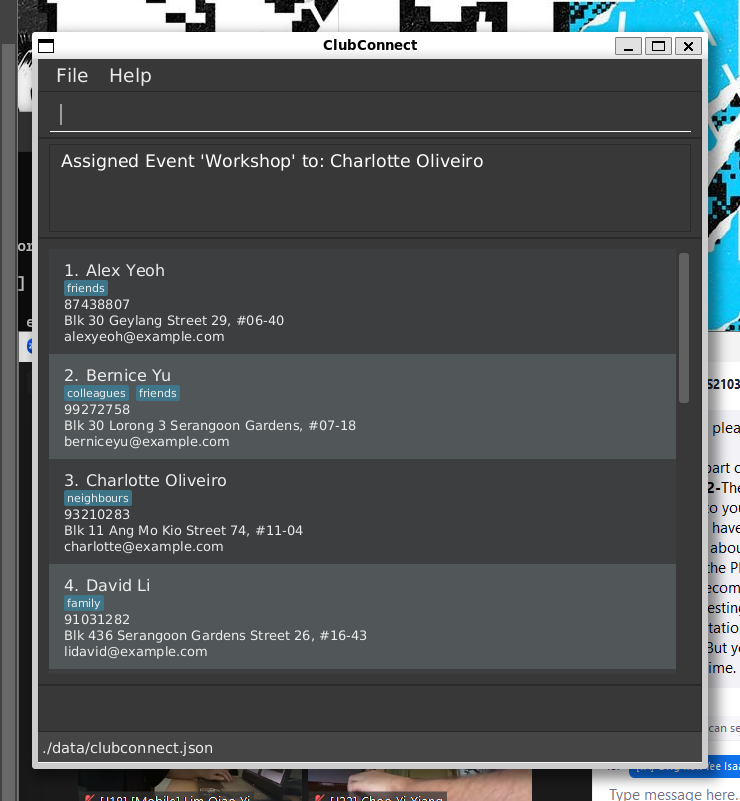 ClubConnect
File Help
Assigned Event 'Workshop' to: Charlotte Oliveiro
1. Alex Yeoh
friends
87438807
Blk 30 Geylang Street 29, #06-40
alexyeoh@example.com
2. Bernice Yu
colleagues friends
99272758
Blk 30 Lorong 3 Serangoon Gardens, #07-18
berniceyu@example.com
3. Charlotte Oliveiro
neighbours
93210283
Blk 11 Ang Mo Kio Street 74, #11-04
charlotte@example.com
4. David Li
family
91031282
Blk 436 Serangoon Gardens Street 26, #16-43
lidavid@example.com
./data/clubconnect.json
S2103
plea
part o
2-The
to you
have
abou
the P
ecom
esting
tatio
But y
ime.
can se
Type message here.